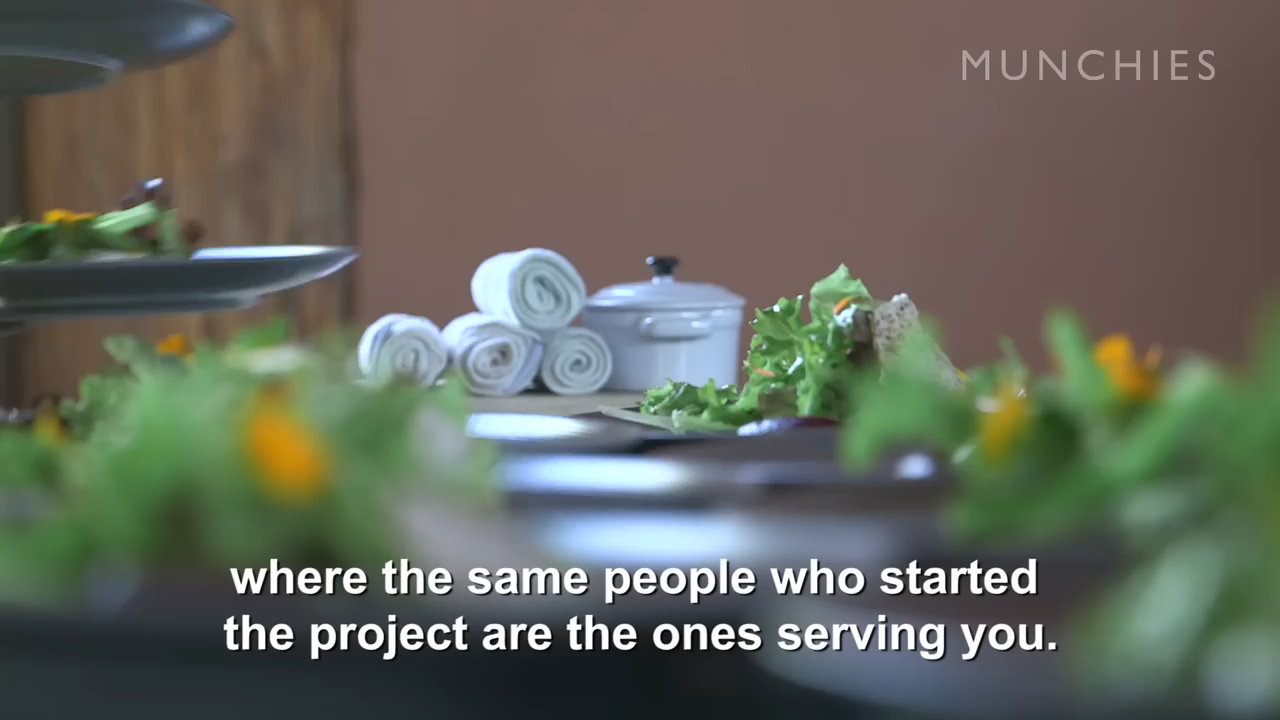 MUNCHIES
where the same people who started
the project are the ones serving you.